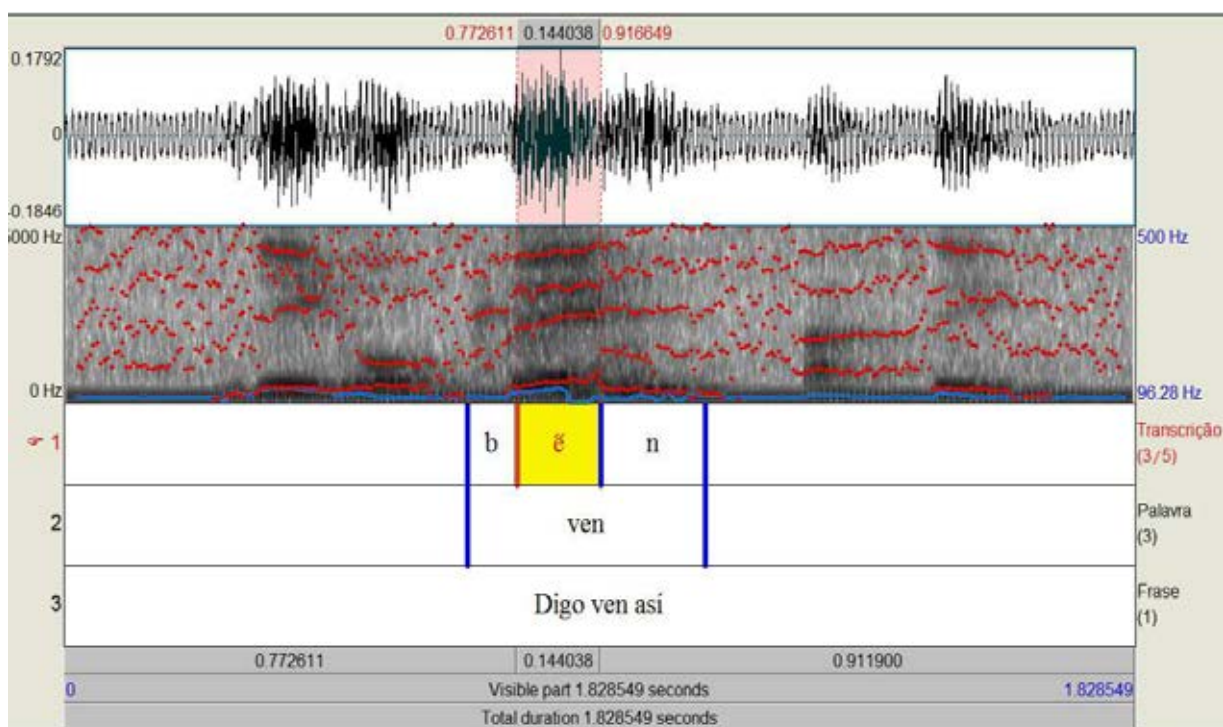 0.772611 0.144038 0.916649
0.1792
0
-0.1846
5000 Hz
500 Hz
0 Hz
96.28 Hz
1
b ẽ n
Transcrição
(3/5)
2
ven
Palavra
(3)
3
Digo ven así
Frase
(1)
0.772611 0.144038 0.911900
0 Visible part 1.828549 seconds 1.828549
Total duration 1.828549 seconds